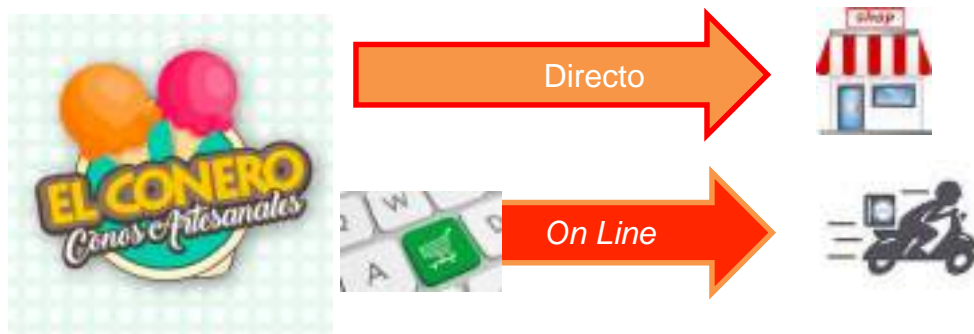 shop
Directo
EL CONERO
Conos Artesanales
On Line
Q
W
A
D